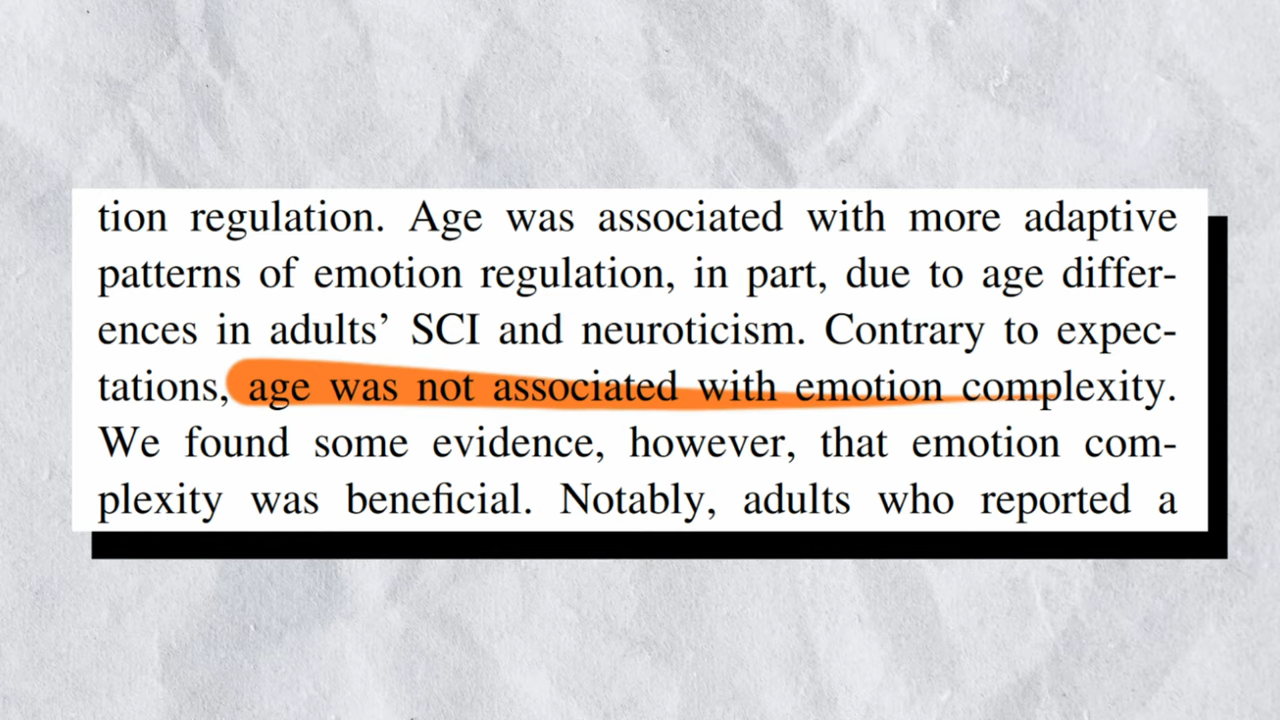 tion regulation. Age was associated with more adaptive
patterns of emotion regulation, in part, due to age differ-
ences in adults’ SCI and neuroticism. Contrary to expec-
tations, age was not associated with emotion complexity.
We found some evidence, however, that emotion com-
plexity was beneficial. Notably, adults who reported a